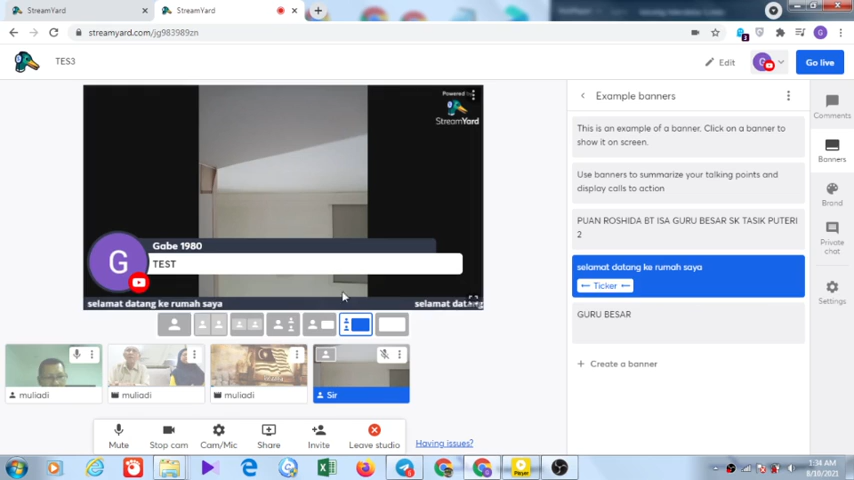 StreamYard
StreamYard
streamyard.com/jg983989zn
3
G
TES3
Edit
G
Go live
Powered by
StreamYard
Gabe 1980
G
TEST
selamat datang ke rumah saya
selamat datang
muliadi
muliadi
muliadi
Sir
Mute
Stop cam
Cam/Mic
Share
Invite
Leave studio
Having issues?
Example banners
This is an example of a banner. Click on a banner to
show it on screen.
Use banners to summarize your talking points and
display calls to action
PUAN ROSHIDA BT ISA GURU BESAR SK TASIK PUTERI
2
selamat datang ke rumah saya
Ticker
GURU BESAR
Create a banner
Comments
Banners
Brand
Private
chat
Settings
1:34 AM
8/10/2021